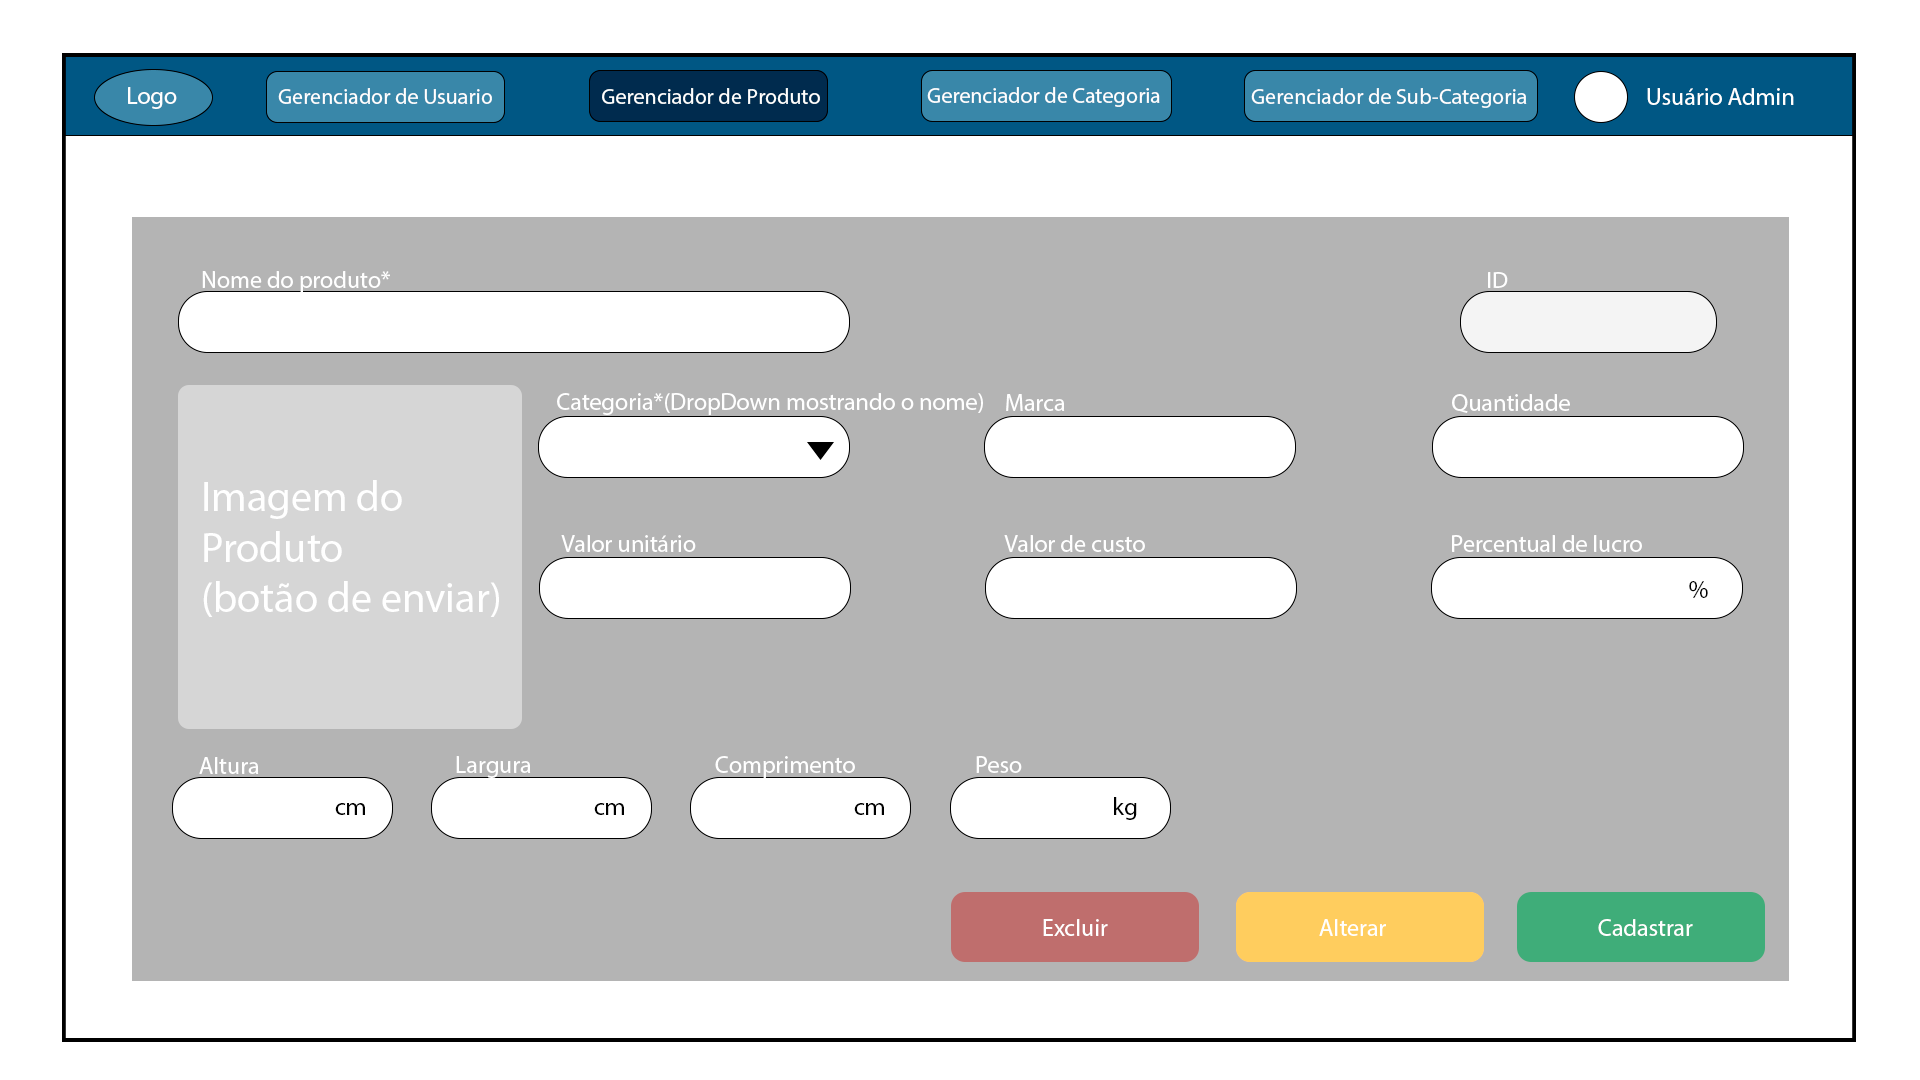 Logo
Gerenciador de Usuario
Gerenciador de Produto
Gerenciador de Categoria
Gerenciador de Sub-Categoria
Usuário Admin
Nome do produto*
ID
Categoria*(DropDown mostrando o nome)
Marca
Quantidade
Imagem do
Produto
(botão de enviar)
Valor unitário
Valor de custo
Percentual de lucro
%
Altura
Largura
Comprimento
Peso
cm
cm
cm
kg
Excluir
Alterar
Cadastrar